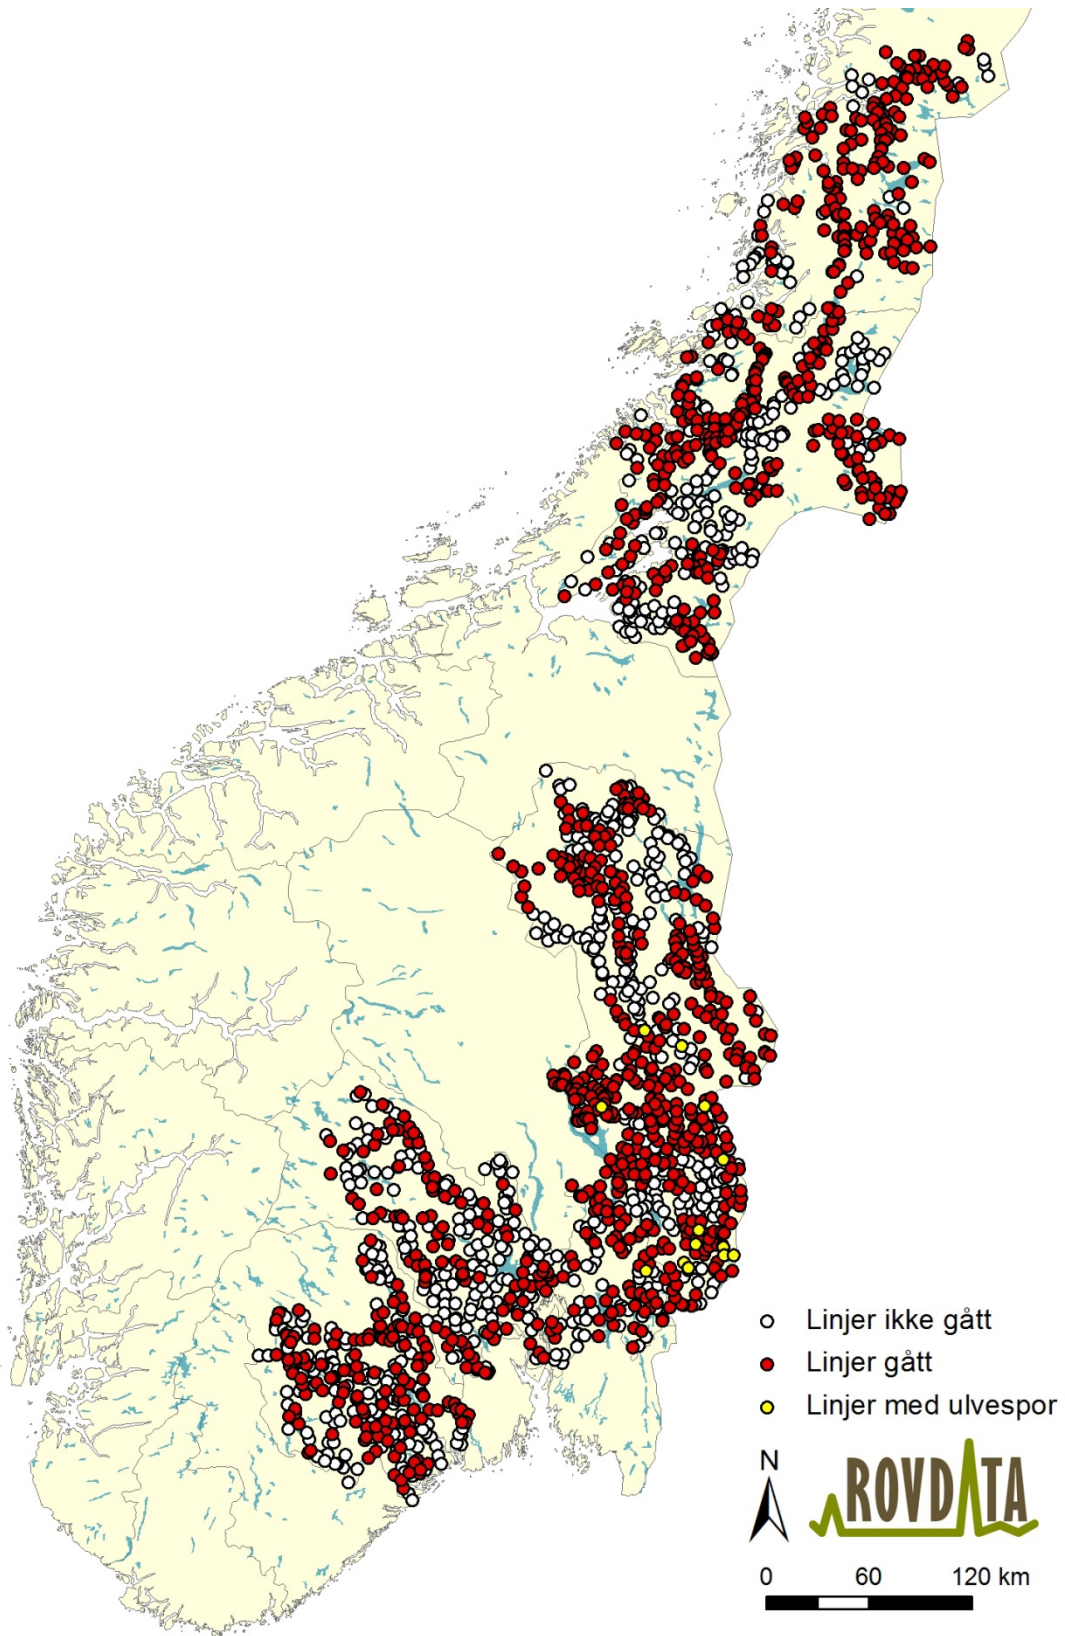 Linjer ikke gått
Linjer gått
Linjer med ulvespor
N
ROVDATA
0 60 120 km